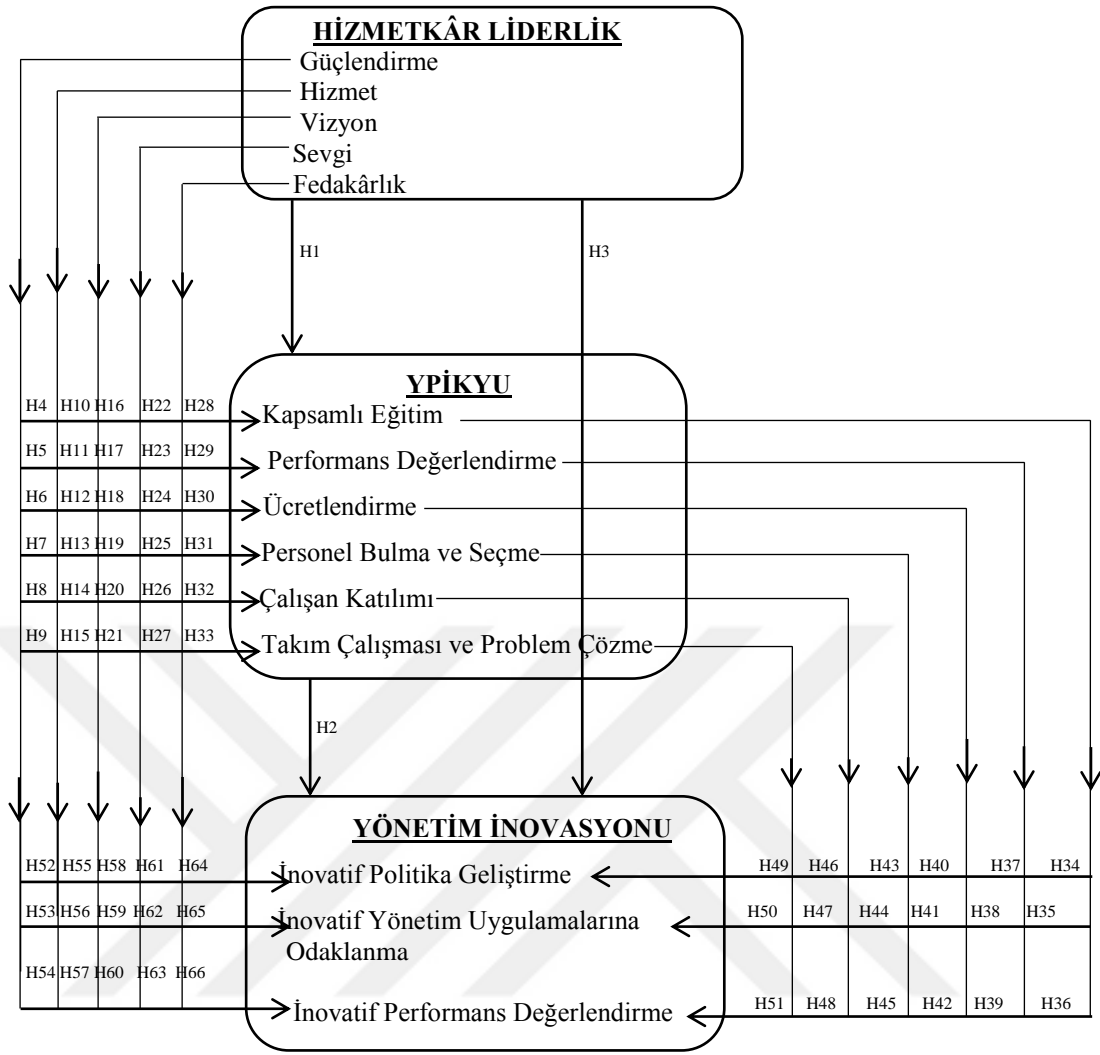 HİZMETKÂR LİDERLİK
Güçlendirme
Hizmet
Vizyon
Sevgi
Fedakârlık
H1 H3
YPİKYU
H4 H10 H16 H22 H28
Kapsamlı Eğitim
H5 H11 H17 H23 H29
Performans Değerlendirme
H6 H12 H18 H24 H30
Ücretlendirme
H7 H13 H19 H25 H31
Personel Bulma ve Seçme
H8 H14 H20 H26 H32
Çalışan Katılımı
H9 H15 H21 H27 H33
Takım Çalışması ve Problem Çözme
H2
YÖNETİM İNOVASYONU
H52 H55 H58 H61 H64
İnovatif Politika Geliştirme
H49 H46 H43 H40 H37 H34
H53 H56 H59 H62 H65
İnovatif Yönetim Uygulamalarına
Odaklanma
H50 H47 H44 H41 H38 H35
H54 H57 H60 H63 H66
İnovatif Performans Değerlendirme
H51 H48 H45 H42 H39 H36